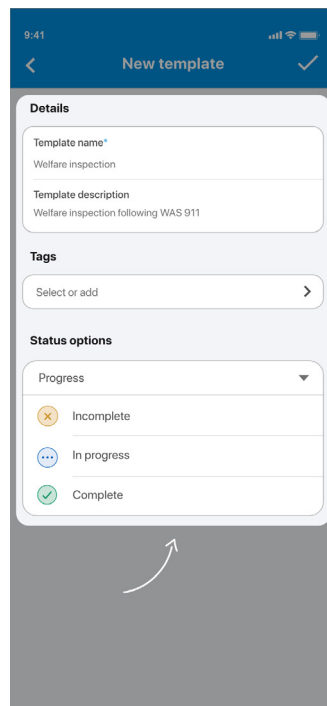 9:41
New template
Details
Template name*
Welfare inspection
Template description
Welfare inspection following WAS 911
Tags
Select or add
Status options
Progress
Incomplete
In progress
Complete